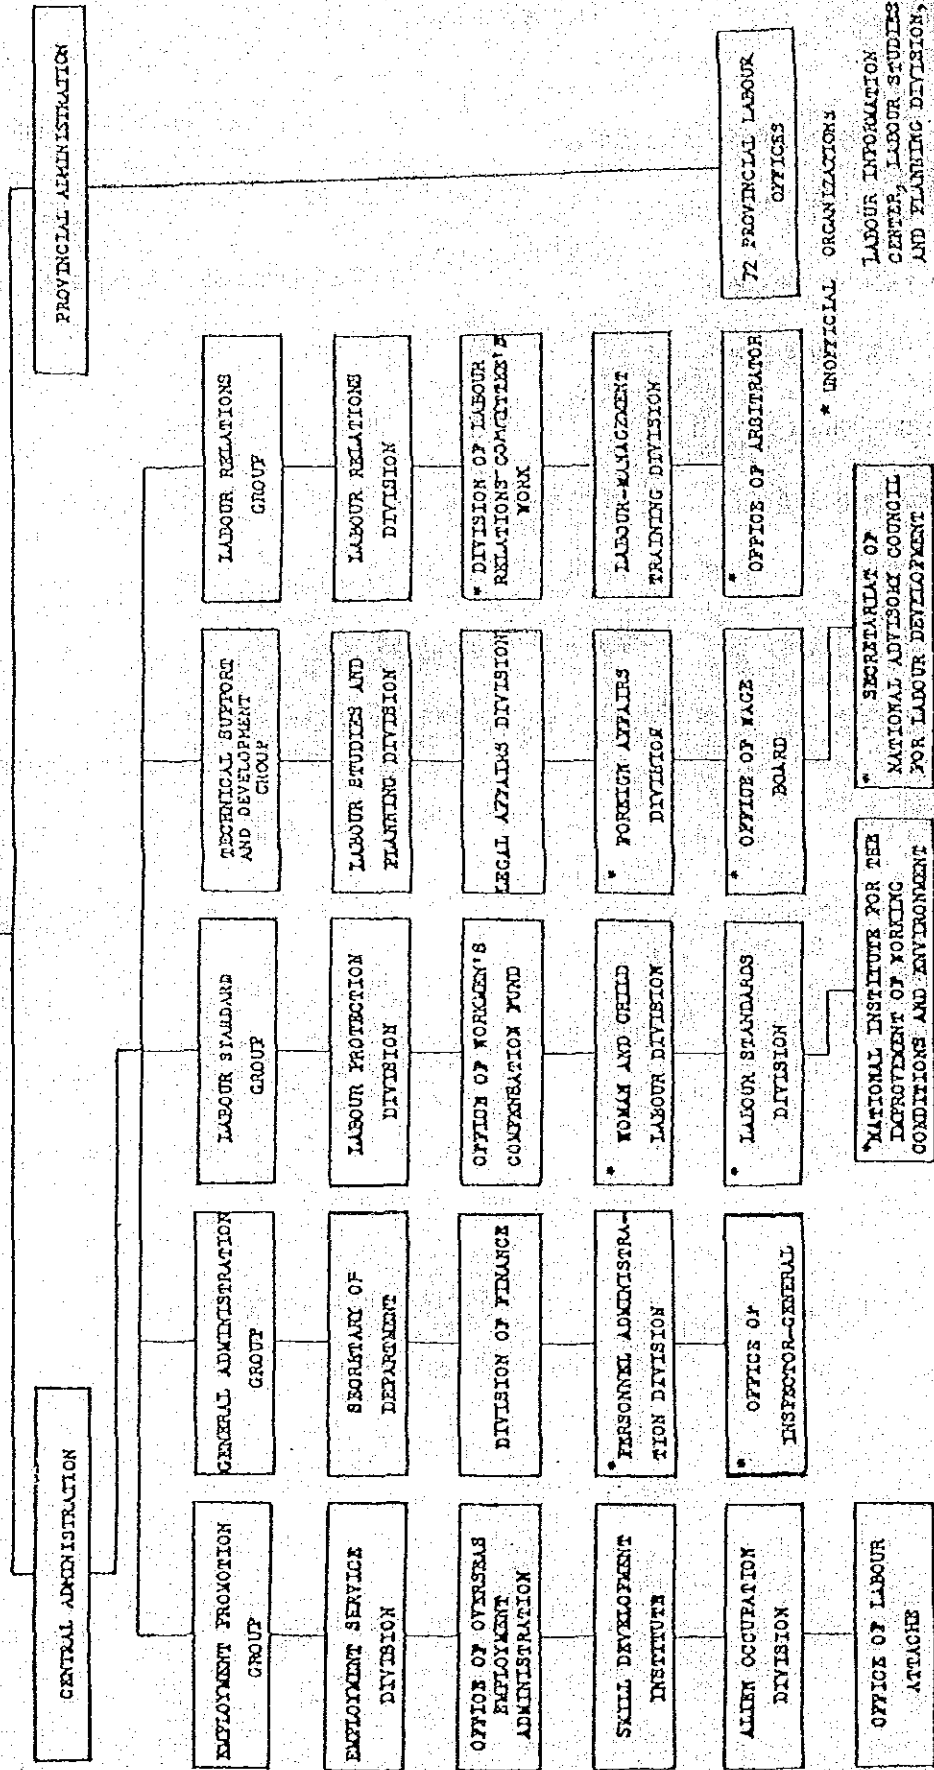 CENTRAL ADMINISTRATION
PROVINCIAL ADMINISTRATION
EMPLOYMENT PROMOTION
GROUP
GENERAL ADMINISTRATION
GROUP
LABOUR STANDARD
GROUP
TECHNICAL SUPPORT
AND DEVELOPMENT
GROUP
LABOUR RELATIONS
GROUP
EMPLOYMENT SERVICE
DIVISION
SECRETARY OF
DEPARTMENT
LABOUR PROTECTION
DIVISION
LABOUR STUDIES AND
PLANNING DIVISION
LABOUR RELATIONS
DIVISION
OFFICE OF OVERSEAS
EMPLOYMENT
ADMINISTRATION
DIVISION OF FINANCE
OFFICE OF WORKMEN'S
COMPENSATION FUND
LEGAL AFFAIRS DIVISION
* DIVISION OF LABOUR
RELATIONS COMMITTEE'S
WORK
SKILL DEVELOPMENT
INSTITUTE
* PERSONNEL ADMINISTRA-
TION DIVISION
* WOMAN AND CHILD
LABOUR DIVISION
* FOREIGN AFFAIRS
DIVISION
LABOUR-MANAGEMENT
TRAINING DIVISION
ALIEN OCCUPATION
DIVISION
* OFFICE OF
INSPECTOR-GENERAL
* LABOUR STANDARDS
DIVISION
* OFFICE OF WAGE
BOARD
* OFFICE OF ARBITRATOR
72 PROVINCIAL LABOUR
OFFICES
OFFICE OF LABOUR
ATTACHE
* NATIONAL INSTITUTE FOR THE
IMPROVEMENT OF WORKING
CONDITIONS AND ENVIRONMENT
* SECRETARIAT OF
NATIONAL ADVISORY COUNCIL
FOR LABOUR DEVELOPMENT
* UNOFFICIAL ORGANIZATIONS
LABOUR INFORMATION
CENTER, LABOUR STUDIES
AND PLANNING DIVISION,